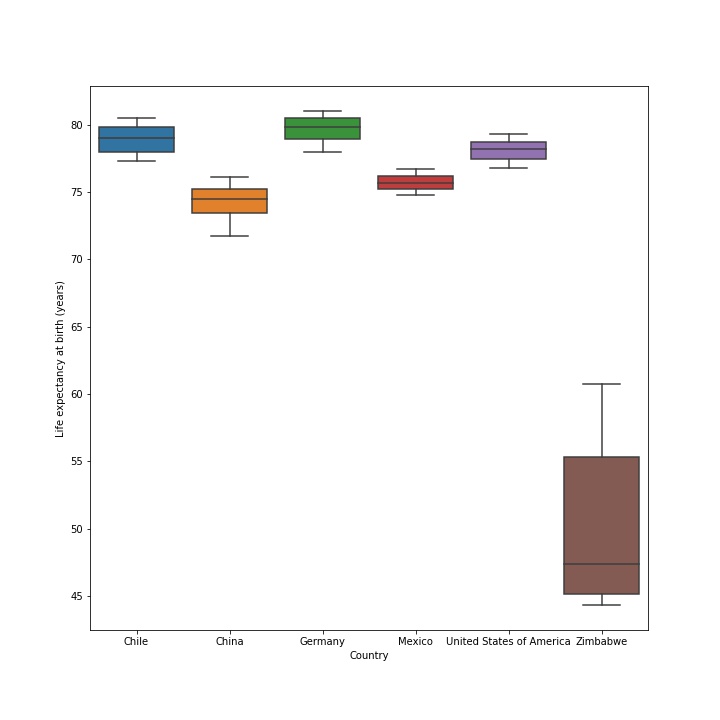 80
75
70
65
60
55
50
45
Life expectancy at birth (years)
Chile China Germany Mexico United States of America Zimbabwe
Country